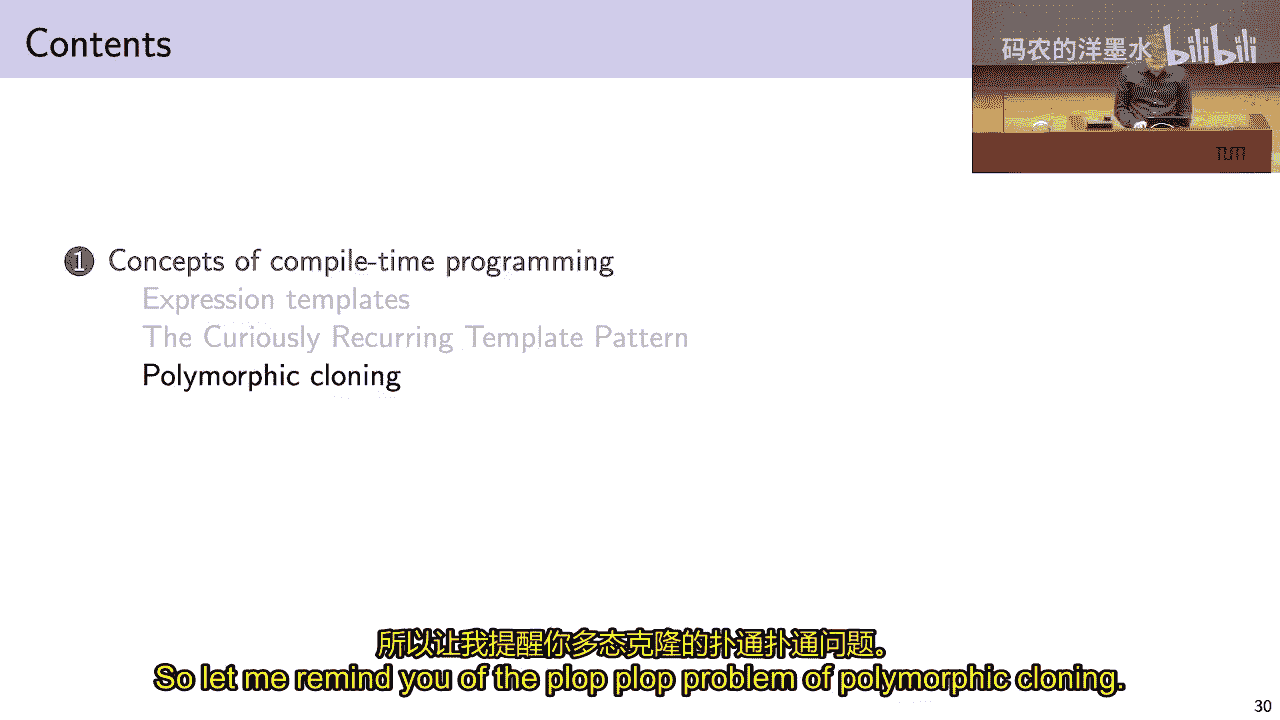 Contents
码农的洋墨水 bilibili
TUM
1 Concepts of compile-time programming
Expression templates
The Curiously Recurring Template Pattern
Polymorphic cloning
所以让我提醒你多态克隆的扑通扑通问题。
So let me remind you of the plop plop problem of polymorphic cloning.
30